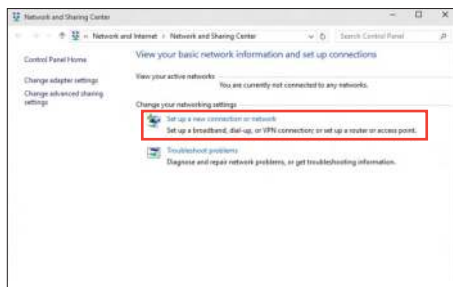 Network and Sharing Center
Network and Internet › Network and Sharing Center
Search Control Panel
Control Panel Home
Change adapter settings
Change advanced sharing settings
View your basic network information and set up connections
View your active networks
You are currently not connected to any networks.
Change your networking settings
Set up a new connection or network
Set up a broadband, dial-up, or VPN connection; or set up a router or access point.
Troubleshoot problems
Diagnose and repair network problems, or get troubleshooting information.